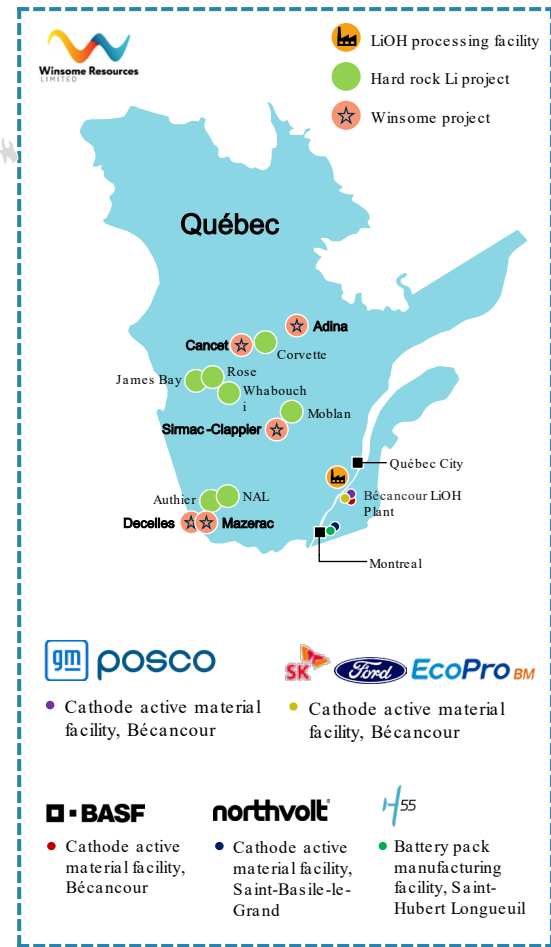 Winsome Resources
LIMITED
LiOH processing facility
Hard rock Li project
Winsome project
Québec
Adina
Cancet
Corvette
James Bay
Rose
Whabouch
i
Moblan
Sirmac -Clappier
Québec City
Bécancour LiOH
Plant
Authier
NAL
Decelles
Mazerac
Montreal
gm posco
SK Ford EcoPro BM
Cathode active material
facility, Bécancour
Cathode active material
facility, Bécancour
BASF
northvolt
H55
Cathode active
material facility,
Bécancour
Cathode active
material facility,
Saint-Basile-le-
Grand
Battery pack
manufacturing
facility, Saint-
Hubert Longueuil